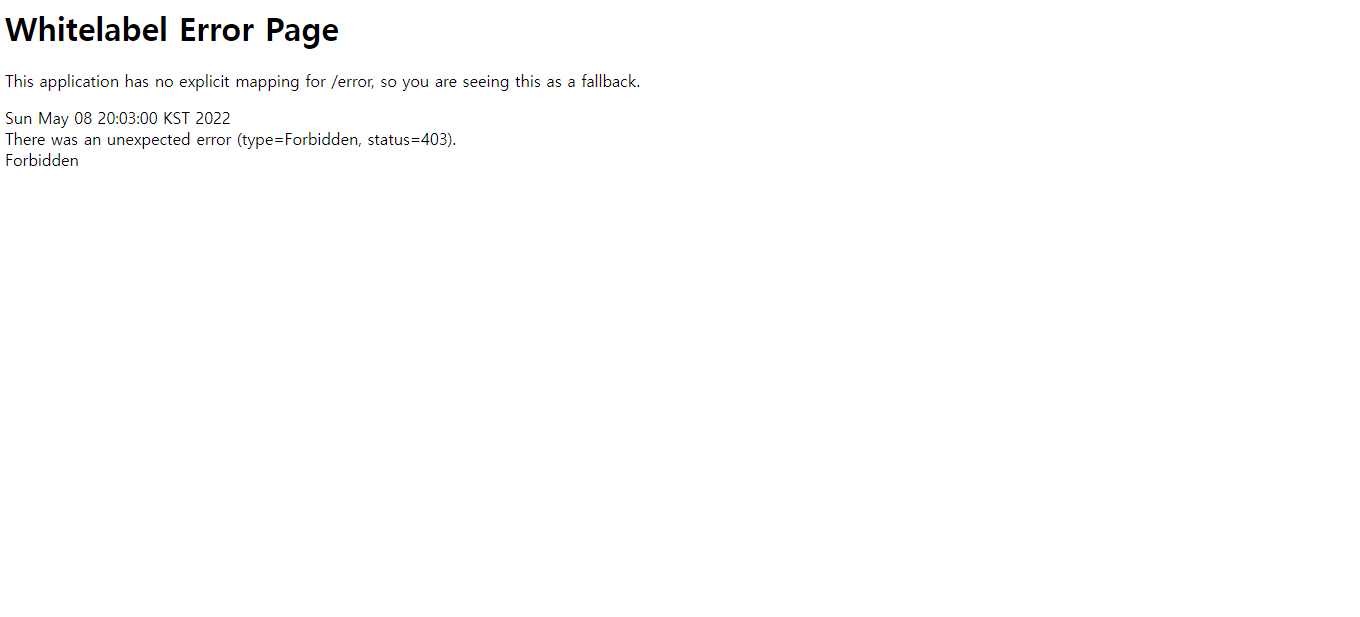 Whitelabel Error Page
This application has no explicit mapping for /error, so you are seeing this as a fallback.
Sun May 08 20:03:00 KST 2022
There was an unexpected error (type=Forbidden, status=403).
Forbidden